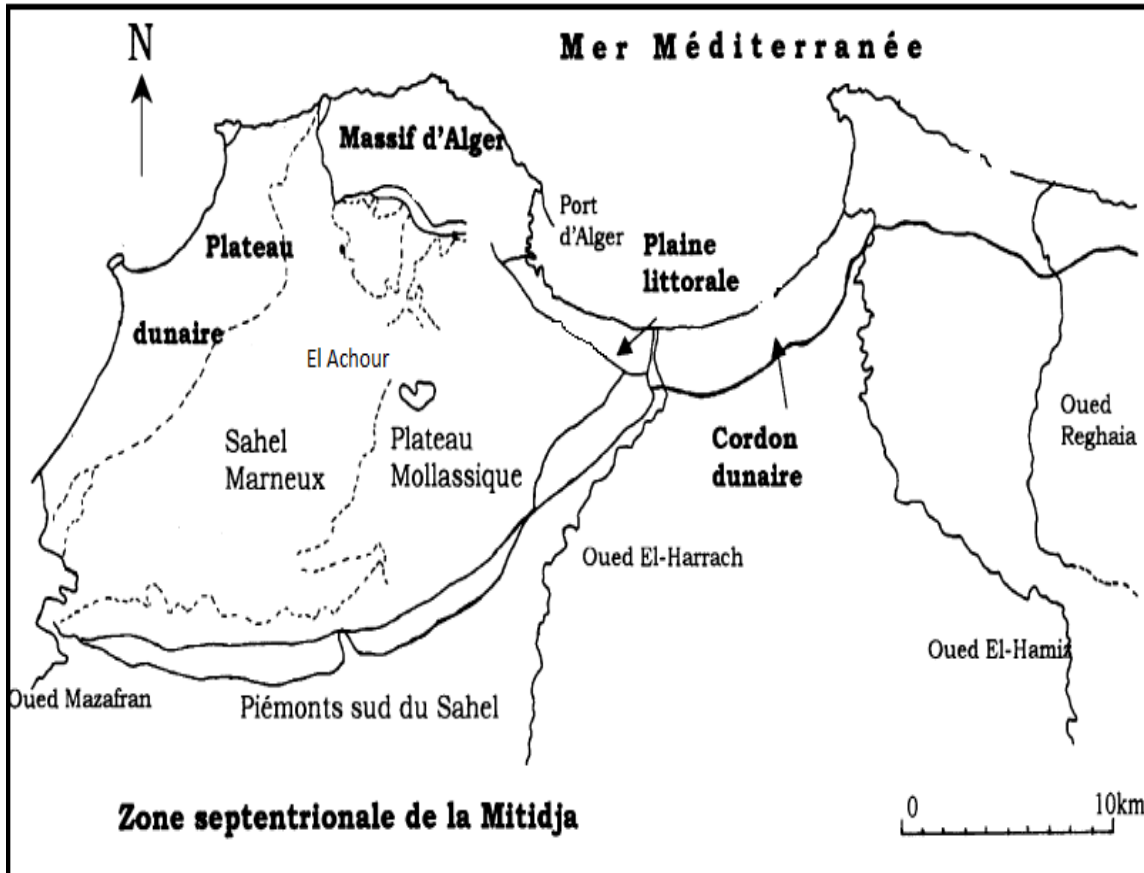 N
Mer Méditerranée
Massif d'Alger
Port
d'Alger
Plateau
Plaine
littorale
dunaire
El Achour
Sahel
Marneux
Plateau
Mollassique
Cordon
dunaire
Oued
Reghaia
Oued El-Harrach
Oued El-Hamiz
Oued Mazafran
Piémonts sud du Sahel
Zone septentrionale de la Mitidja
0 10km